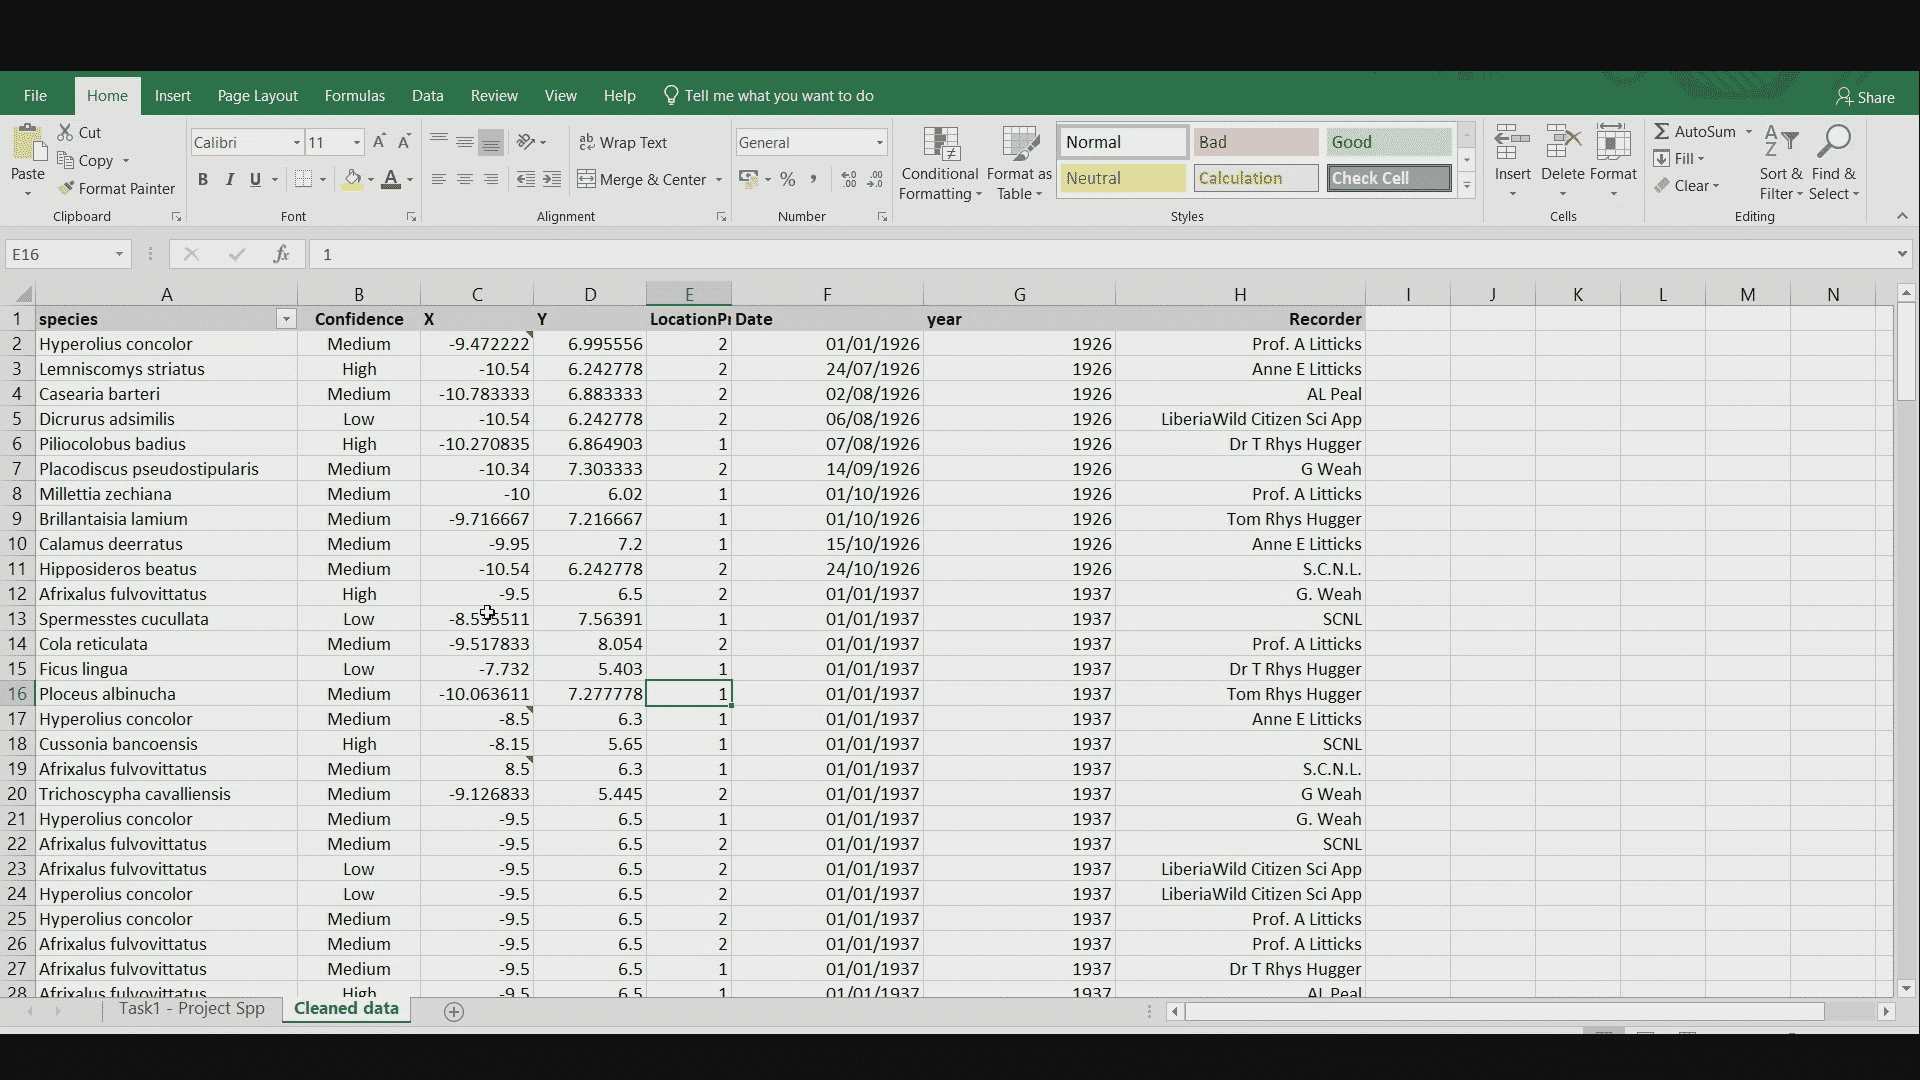 File Home Insert Page Layout Formulas Data Review View Help Tell me what you want to do Share
Paste Cut Copy Format Painter Clipboard
Calibri 11 A A B I U A Font
Wrap Text Merge & Center Alignment
General % , .00 Number
Conditional Formatting Format as Table Normal Bad Good Neutral Calculation Check Cell Styles
Insert Delete Format Cells
AutoSum Fill Clear Sort & Filter Find & Select Editing
E16 fx 1
A B C D E F G H I J K L M N
1 species Confidence X Y LocationPr Date year Recorder
2 Hyperolius concolor Medium -9.472222 6.995556 2 01/01/1926 1926 Prof. A Litticks
3 Lemniscomys striatus High -10.54 6.242778 2 24/07/1926 1926 Anne E Litticks
4 Casearia barteri Medium -10.783333 6.883333 2 02/08/1926 1926 AL Peal
5 Dicrurus adsimilis Low -10.54 6.242778 2 06/08/1926 1926 LiberiaWild Citizen Sci App
6 Piliocolobus badius High -10.270835 6.864903 1 07/08/1926 1926 Dr T Rhys Hugger
7 Placodiscus pseudostipularis Medium -10.34 7.303333 2 14/09/1926 1926 G Weah
8 Millettia zechiana Medium -10 6.02 1 01/10/1926 1926 Prof. A Litticks
9 Brillantaisia lamium Medium -9.716667 7.216667 1 01/10/1926 1926 Tom Rhys Hugger
10 Calamus deerratus Medium -9.95 7.2 1 15/10/1926 1926 Anne E Litticks
11 Hipposideros beatus Medium -10.54 6.242778 2 24/10/1926 1926 S.C.N.L.
12 Afrixalus fulvovittatus High -9.5 6.5 2 01/01/1937 1937 G. Weah
13 Spermesstes cucullata Low 7.56391 1 01/01/1937 1937 SCNL
14 Cola reticulata Medium -9.517833 8.054 2 01/01/1937 1937 Prof. A Litticks
15 Ficus lingua Low -7.732 5.403 1 01/01/1937 1937 Dr T Rhys Hugger
16 Ploceus albinucha Medium -10.063611 7.277778 1 01/01/1937 1937 Tom Rhys Hugger
17 Hyperolius concolor Medium -8.5 6.3 1 01/01/1937 1937 Anne E Litticks
18 Cussonia bancoensis High -8.15 5.65 1 01/01/1937 1937 SCNL
19 Afrixalus fulvovittatus Medium 8.5 6.3 1 01/01/1937 1937 S.C.N.L.
20 Trichoscypha cavalliensis Medium -9.126833 5.445 2 01/01/1937 1937 G Weah
21 Hyperolius concolor Medium -9.5 6.5 1 01/01/1937 1937 G. Weah
22 Afrixalus fulvovittatus Medium -9.5 6.5 2 01/01/1937 1937 SCNL
23 Afrixalus fulvovittatus Low -9.5 6.5 2 01/01/1937 1937 LiberiaWild Citizen Sci App
24 Hyperolius concolor Low -9.5 6.5 2 01/01/1937 1937 LiberiaWild Citizen Sci App
25 Hyperolius concolor Medium -9.5 6.5 2 01/01/1937 1937 Prof. A Litticks
26 Afrixalus fulvovittatus Medium -9.5 6.5 2 01/01/1937 1937 Prof. A Litticks
27 Afrixalus fulvovittatus Medium -9.5 6.5 1 01/01/1937 1937 Dr T Rhys Hugger
28 Afrixalus fulvovittatus High -9.5 6.5 1 01/01/1937 1937 AL Peal
Task1 - Project Spp Cleaned data